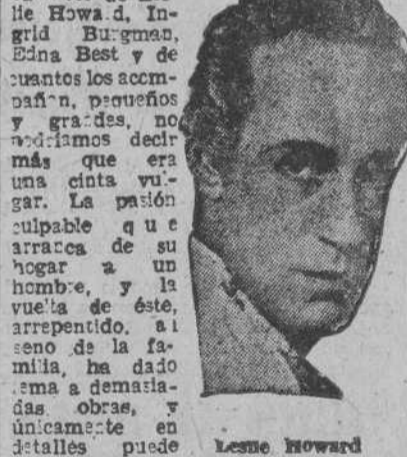 lie Howard, In-
grid Burgman,
Edna Best y de
cuantos los acom-
pañan, pequeños
y grandes, no
podríamos decir
más que era
una cinta vul-
gar. La pasión
culpable que
arranca de su
hogar a un
hombre, y la
vuelta de éste,
arrepentido, al
seno de la fa-
milia, ha dado
tema a demasia-
das obras, y
únicamente en
detalles puede
Leslie Howard